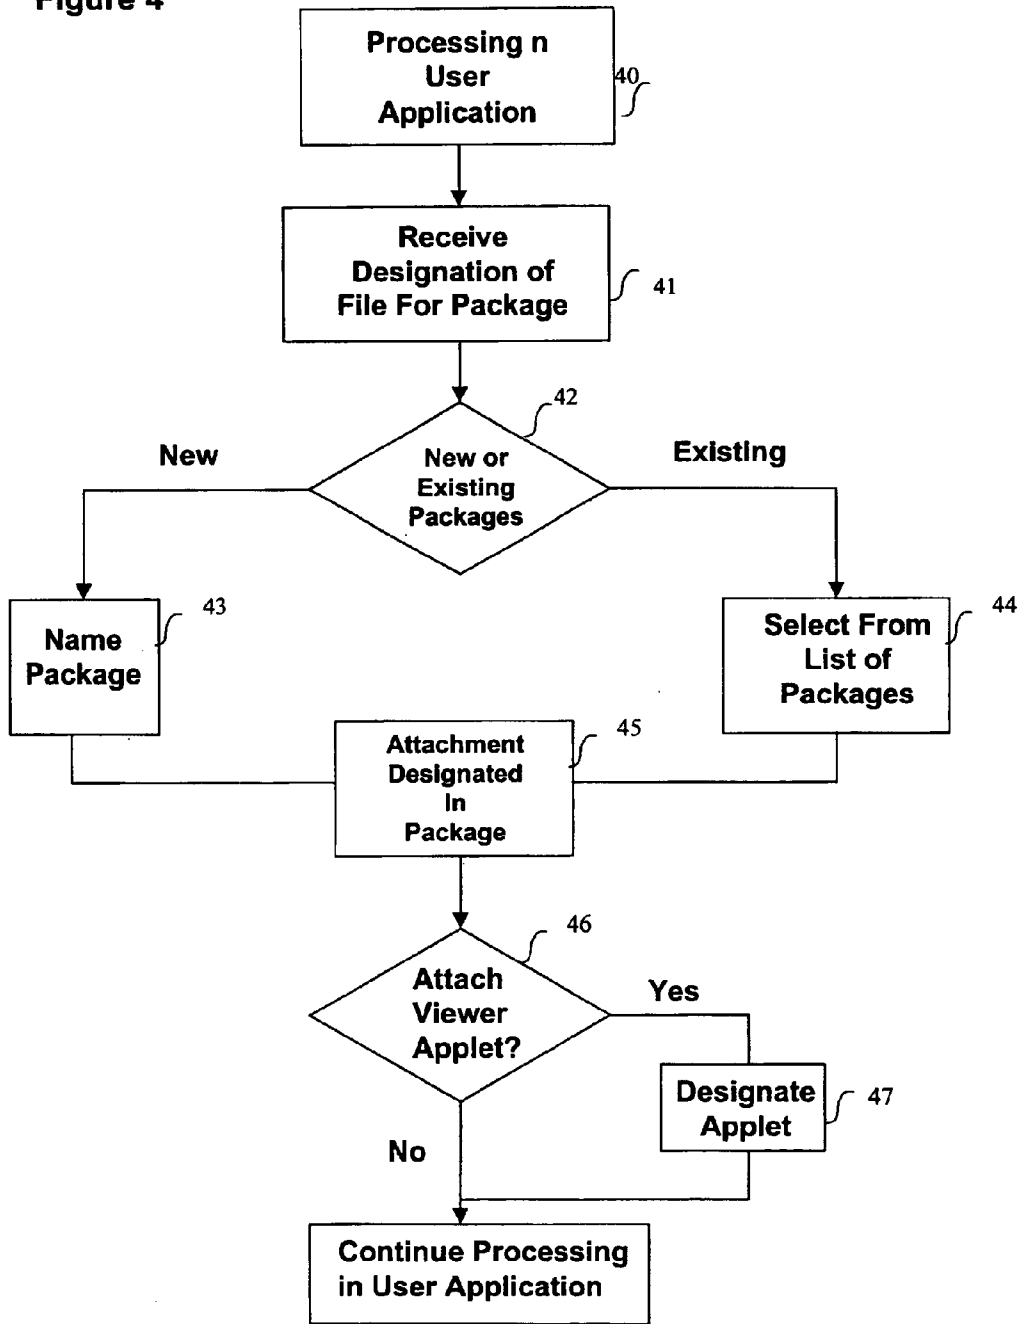 Figure 4
Processing n
User
Application
40
Receive
Designation of
File For Package
41
42
New or
Existing
Packages
New
Existing
Name
Package
43
Select From
List of
Packages
44
Attachment
Designated
In
Package
45
46
Attach
Viewer
Applet?
Yes
Designate
Applet
47
No
Continue Processing
in User Application